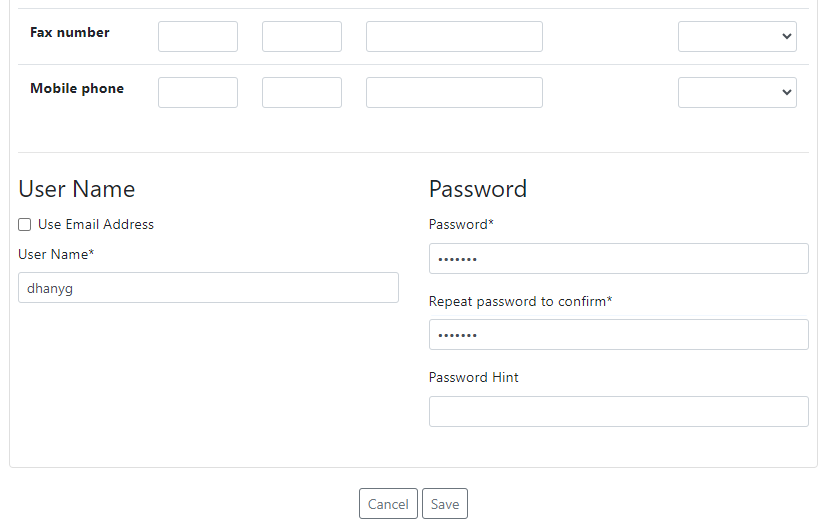 Fax number
Mobile phone
User Name
Use Email Address
User Name*
dhanyg
Password
Password*
•••••••
Repeat password to confirm*
•••••••
Password Hint
Cancel Save